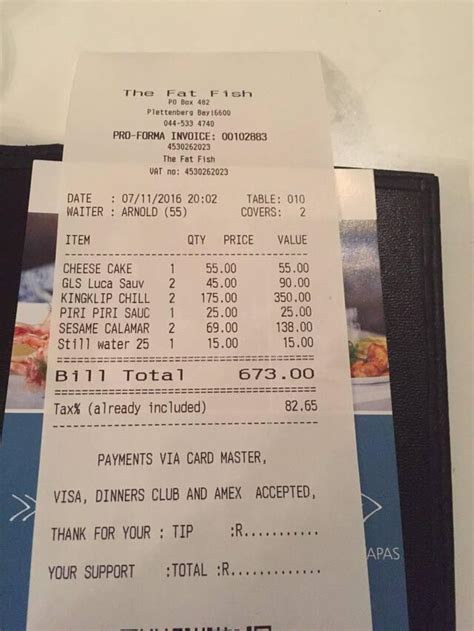 The Fat Fish
PO Box 482
Plettenberg Bay|6600
044-533 4740
PRO-FORMA INVOICE: 00102883
4530262023
The Fat Fish
VAT no: 4530262023
DATE : 07/11/2016 20:02 TABLE: 010
WAITER : ARNOLD (55) COVERS: 2
ITEM QTY PRICE VALUE
CHEESE CAKE 1 55.00 55.00
GLS Luca Sauv 2 45.00 90.00
KINGKLIP CHILL 2 175.00 350.00
PIRI PIRI SAUC 1 25.00 25.00
SESAME CALAMAR 2 69.00 138.00
Still water 25 1 15.00 15.00
Bill Total 673.00
Tax% (already included) 82.65
PAYMENTS VIA CARD MASTER,
VISA, DINNERS CLUB AND AMEX ACCEPTED,
THANK FOR YOUR : TIP :R...........
YOUR SUPPORT :TOTAL :R...........
APAS